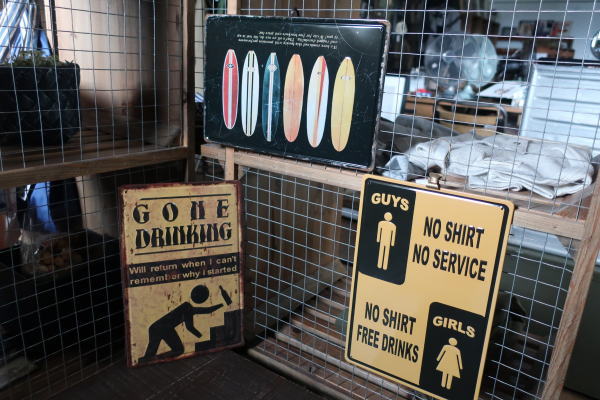 GONE
DRINKING
Will return when I can't
remember why i started
GUYS
NO SHIRT
NO SERVICE
NO SHIRT
FREE DRINKS
GIRLS